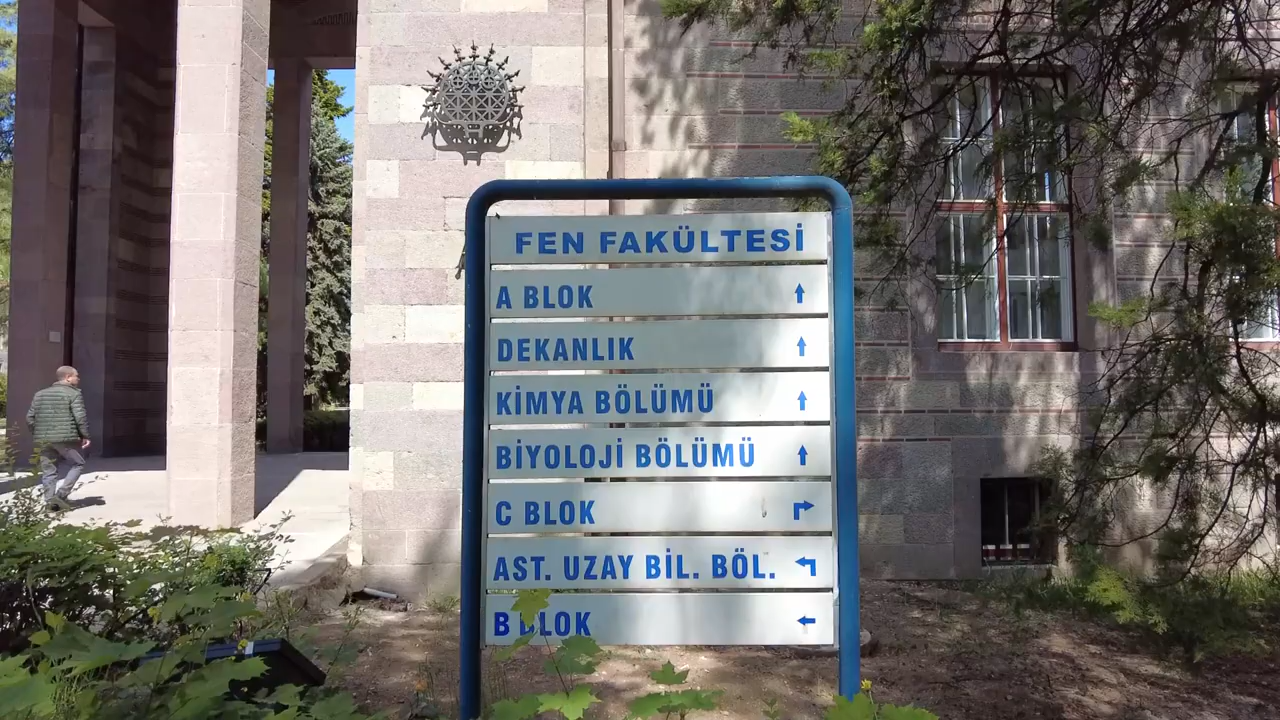 FEN FAKÜLTESİ
A BLOK
DEKANLIK
KİMYA BÖLÜMÜ
BİYOLOJİ BÖLÜMÜ
C BLOK
AST. UZAY BİL. BÖL.
B BLOK